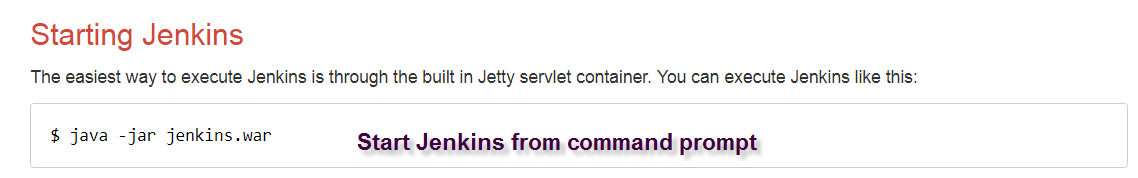 Starting Jenkins
The easiest way to execute Jenkins is through the built in Jetty servlet container. You can execute Jenkins like this:
$ java -jar jenkins.war
Start Jenkins from command prompt